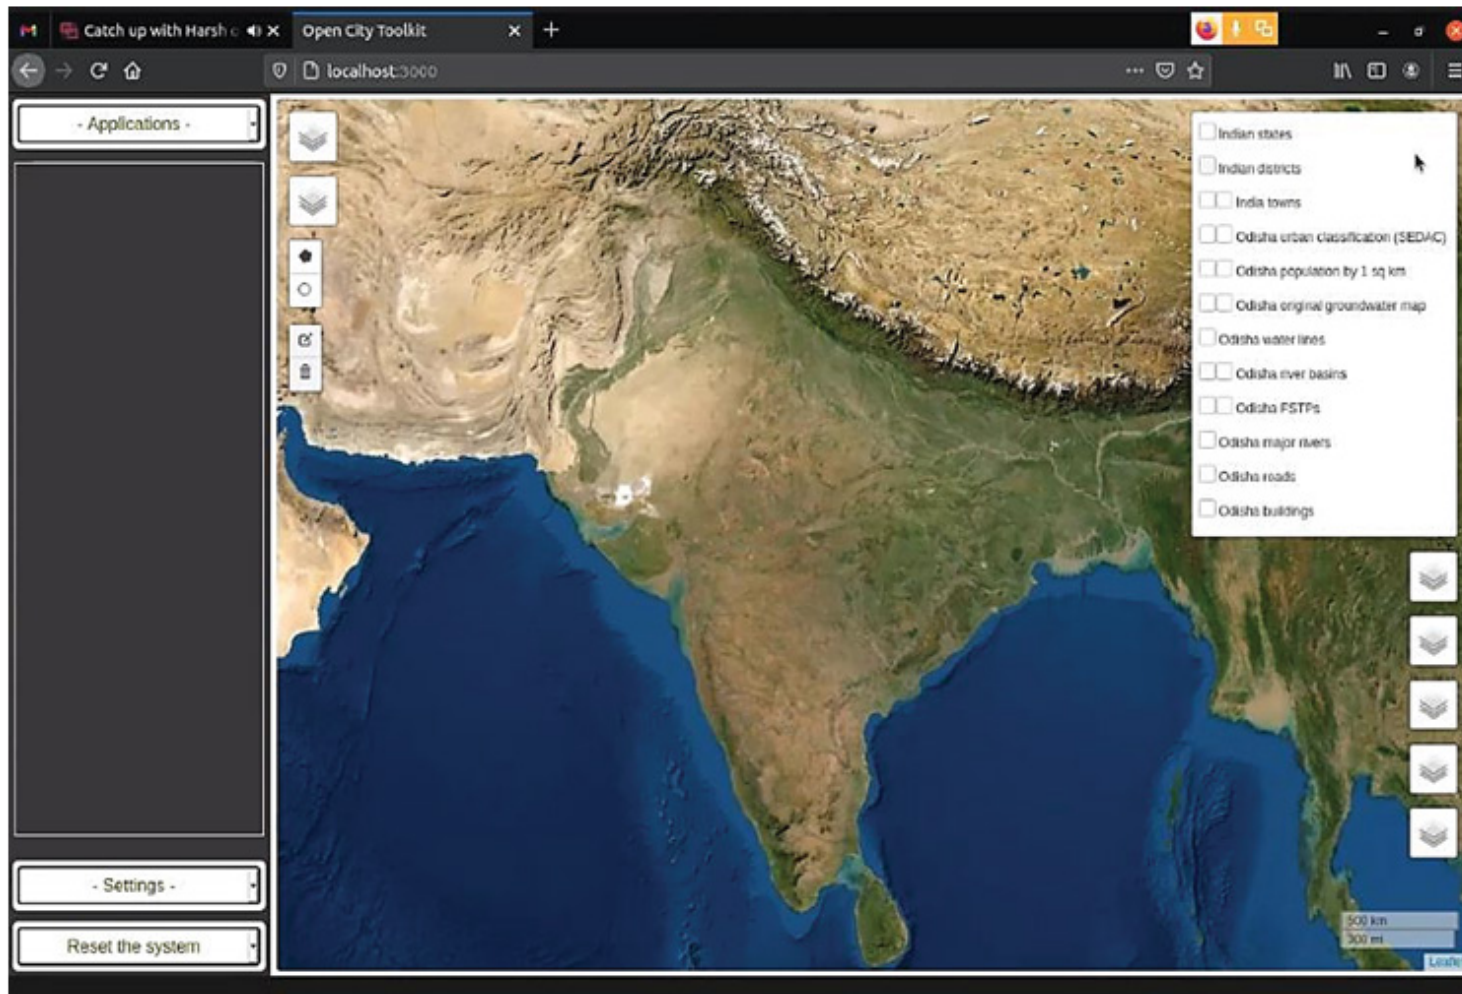 Catch up with Harsh
Open City Toolkit
localhost:3000
- Applications -
Indian states
Indian districts
India towns
Odisha urban classification (SEDAC)
Odisha population by 1 sq km
Odisha original groundwater map
Odisha water lines
Odisha river basins
Odisha FSTPs
Odisha major rivers
Odisha roads
Odisha buildings
- Settings -
Reset the system
500 km
300 mi